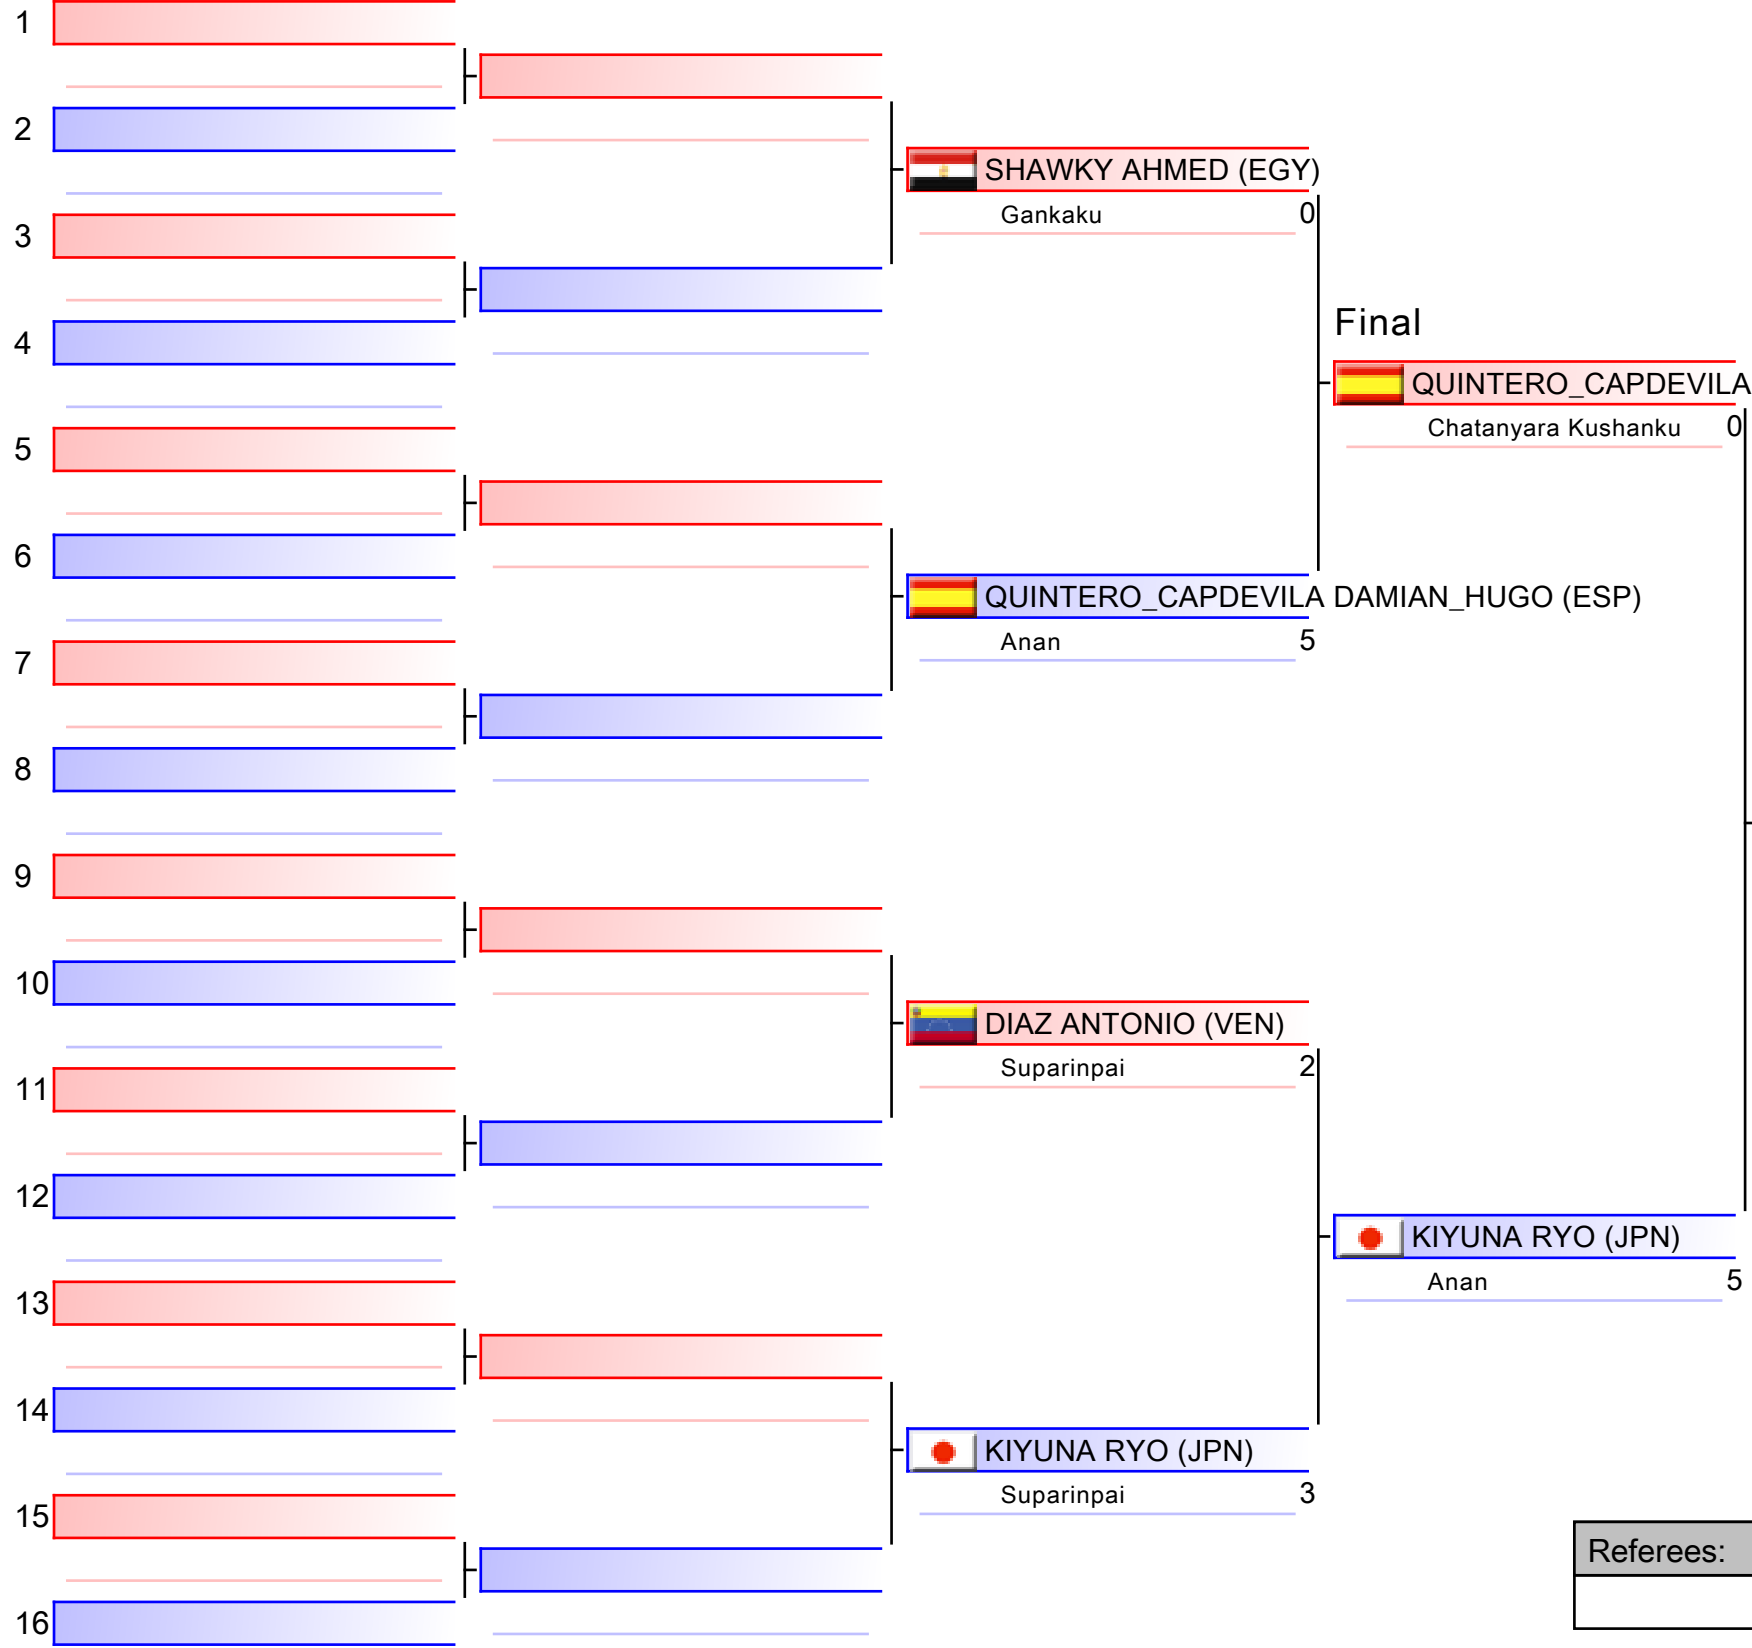 1
2
SHAWKY AHMED (EGY)
Gankaku 0
3
Final
4
QUINTERO_CAPDEVILA
Chatanyara Kushanku 0
5
6
QUINTERO_CAPDEVILA DAMIAN_HUGO (ESP)
Anan 5
7
8
9
10
DIAZ ANTONIO (VEN)
Suparinpai 2
11
12
KIYUNA RYO (JPN)
Anan 5
13
14
KIYUNA RYO (JPN)
Suparinpai 3
15
Referees:
16